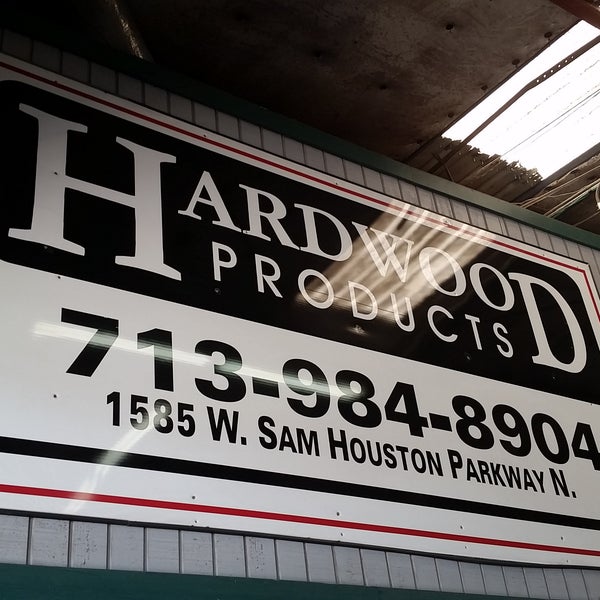 HARDWOOD
PRODUCTS
713-984-8904
1585 W. SAM HOUSTON PARKWAY N.